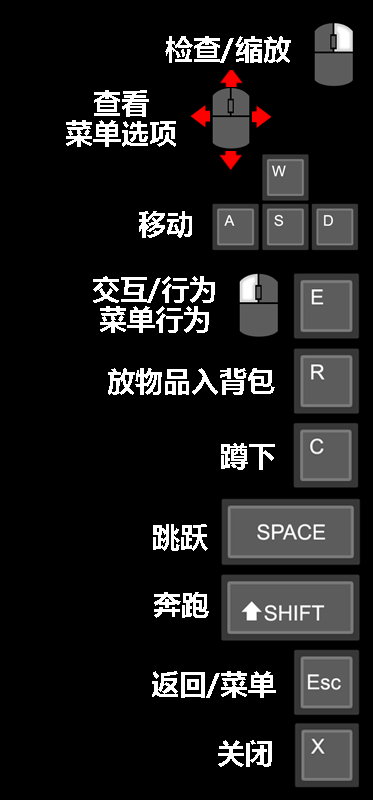 检查/缩放
查看
菜单选项
W
移动 A S D
交互/行为
菜单行为
E
放物品入背包 R
蹲下 C
跳跃 SPACE
奔跑 SHIFT
返回/菜单 Esc
关闭 X